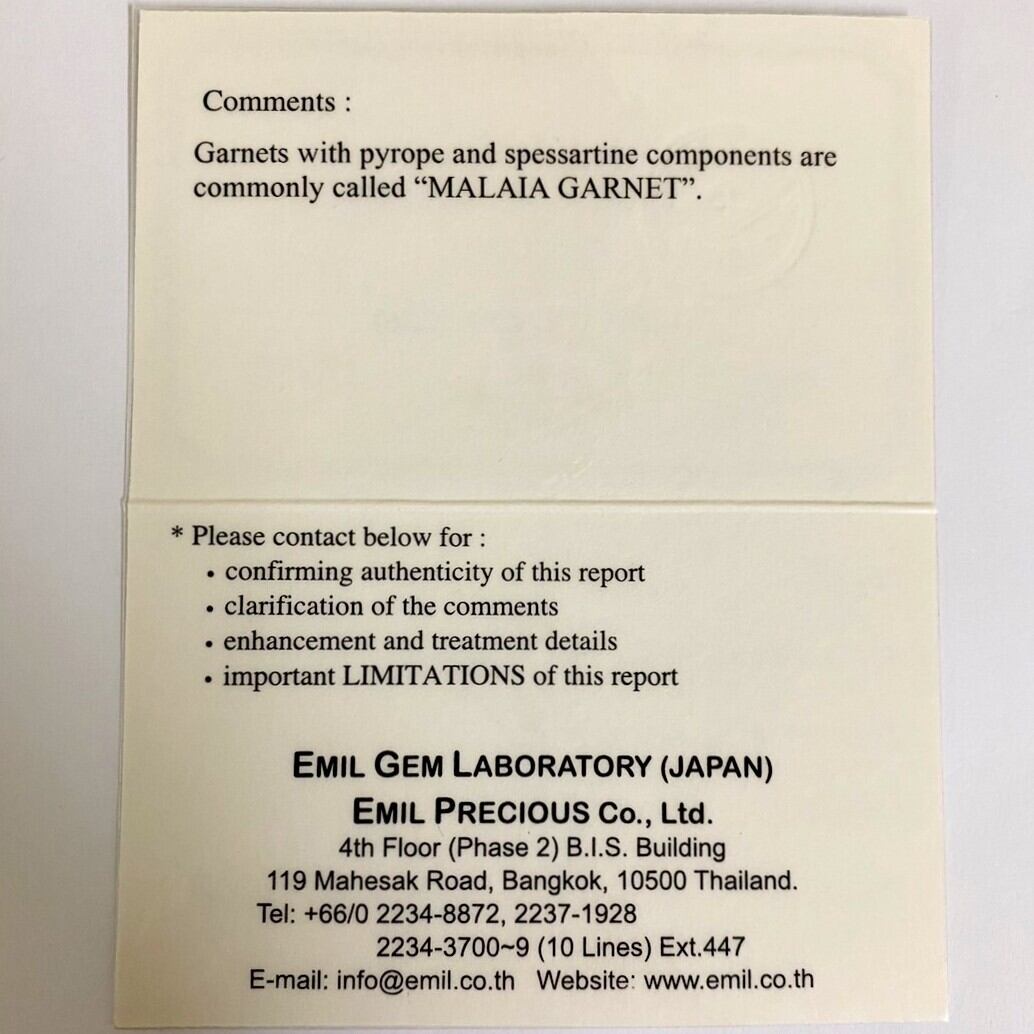 Comments :
Garnets with pyrope and spessartine components are
commonly called “MALAIA GARNET”.
* Please contact below for :
• confirming authenticity of this report
• clarification of the comments
• enhancement and treatment details
• important LIMITATIONS of this report
EMIL GEM LABORATORY (JAPAN)
EMIL PRECIOUS Co., Ltd.
4th Floor (Phase 2) B.I.S. Building
119 Mahesak Road, Bangkok, 10500 Thailand.
Tel: +66/0 2234-8872, 2237-1928
2234-3700~9 (10 Lines) Ext.447
E-mail: info@emil.co.th Website: www.emil.co.th